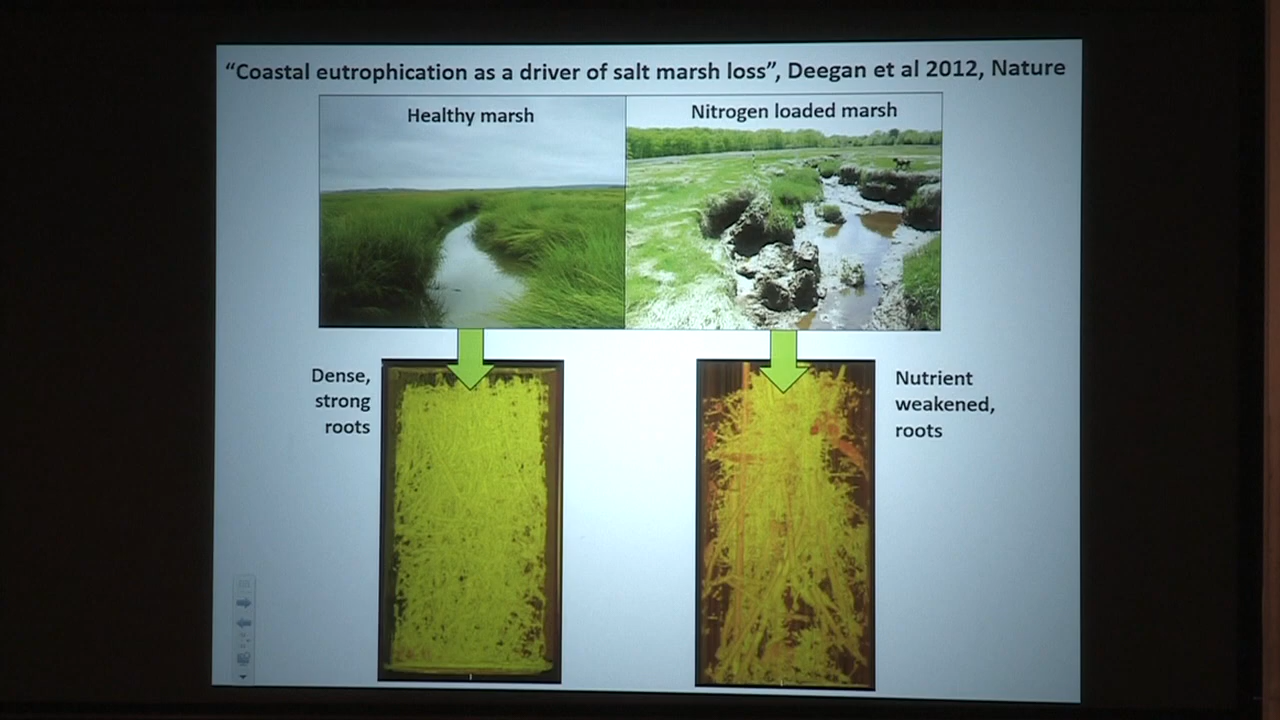 “Coastal eutrophication as a driver of salt marsh loss”, Deegan et al 2012, Nature
Healthy marsh
Nitrogen loaded marsh
Dense,
strong
roots
Nutrient
weakened,
roots